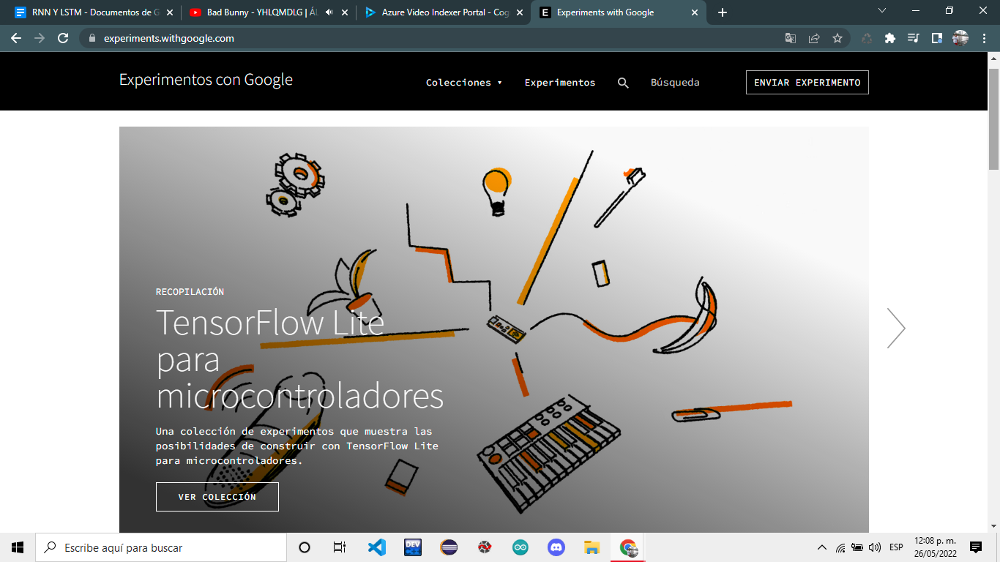 RNN Y LSTM - Documentos de G
Bad Bunny - YHLQMDLG | ÁL
Azure Video Indexer Portal - Cog
Experiments with Google
experiments.withgoogle.com
Experimentos con Google
Colecciones
Experimentos
Búsqueda
ENVIAR EXPERIMENTO
RECOPILACIÓN
TensorFlow Lite
para
microcontroladores
Una colección de experimentos que muestra las
posibilidades de construir con TensorFlow Lite
para microcontroladores.
VER COLECCIÓN
Escribe aquí para buscar
DEV
ESP
12:08 p. m.
26/05/2022